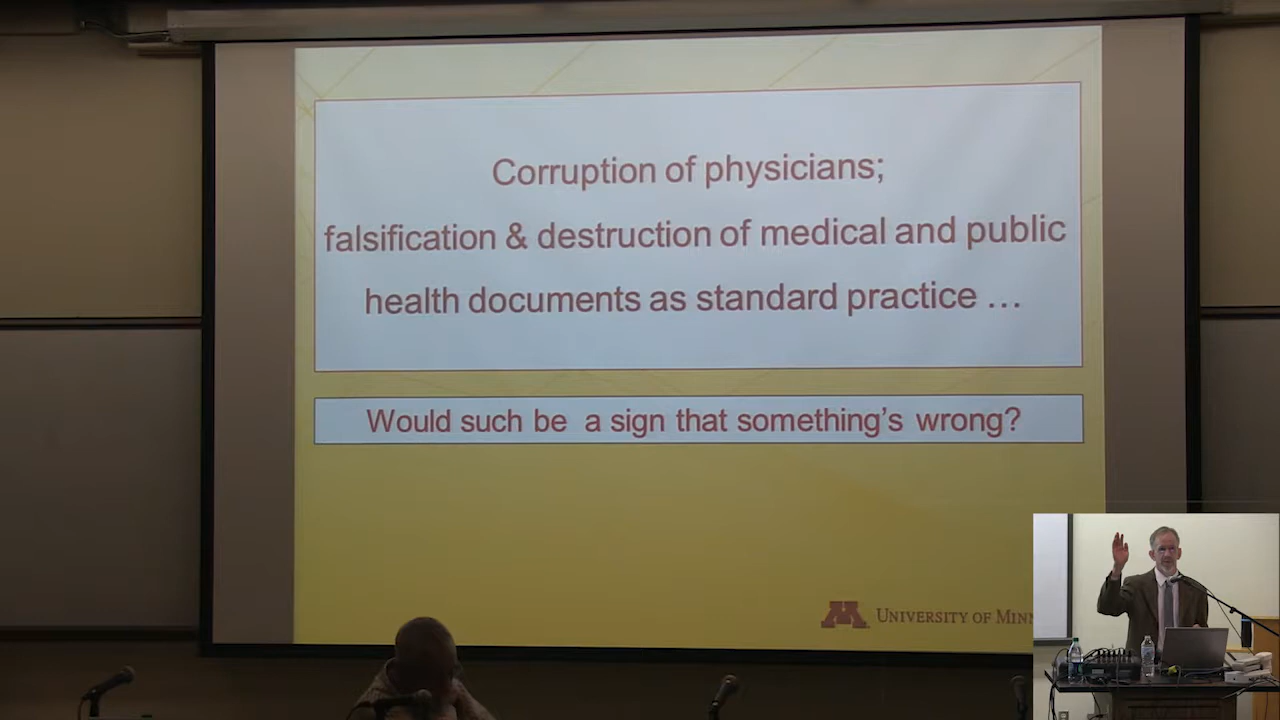 Corruption of physicians;
falsification & destruction of medical and public
health documents as standard practice …
Would such be a sign that something's wrong?
UNIVERSITY OF MINN